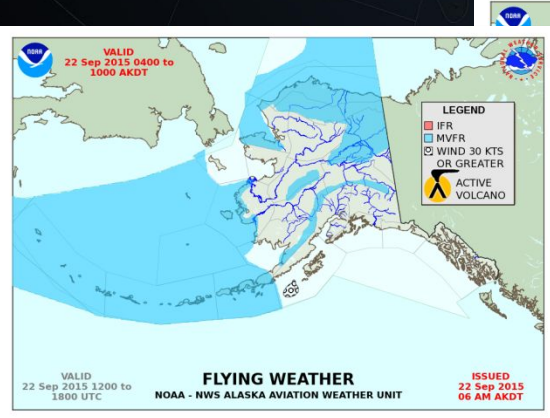 NOAA
VALID
22 Sep 2015 0400 to
1000 AKDT
NOAA
LEGEND
IFR
MVFR
WIND 30 KTS
OR GREATER
ACTIVE
VOLCANO
VALID
22 Sep 2015 1200 to
1800 UTC
FLYING WEATHER
NOAA - NWS ALASKA AVIATION WEATHER UNIT
ISSUED
22 Sep 2015
06 AM AKDT